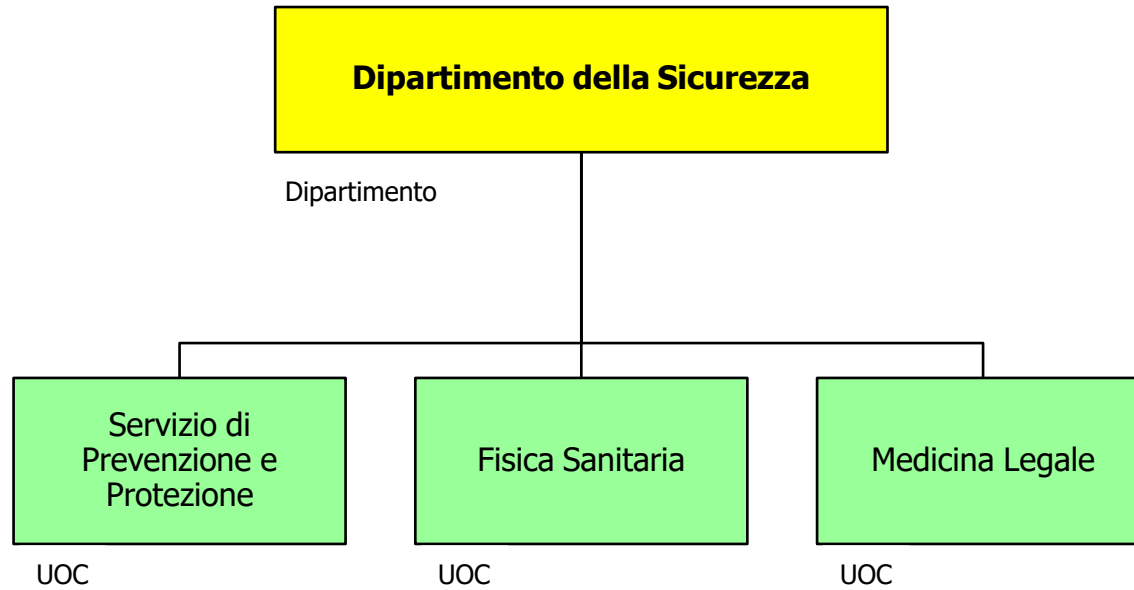 Dipartimento della Sicurezza
Dipartimento
Servizio di
Prevenzione e
Protezione
Fisica Sanitaria
Medicina Legale
UOC
UOC
UOC